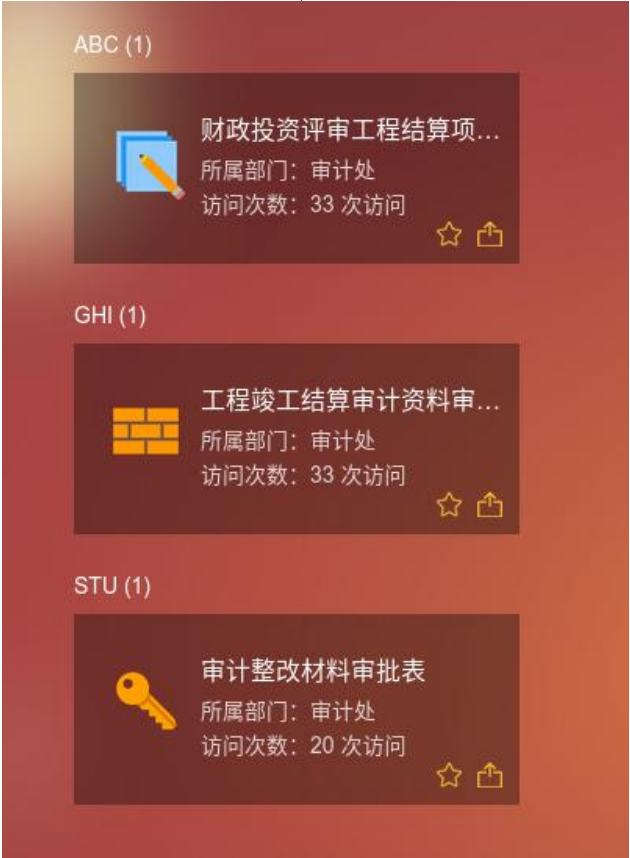 ABC (1)
财政投资评审工程结算项...
所属部门：审计处
访问次数：33 次访问
GHI (1)
工程竣工结算审计资料审...
所属部门：审计处
访问次数：33 次访问
STU (1)
审计整改材料审批表
所属部门：审计处
访问次数：20 次访问